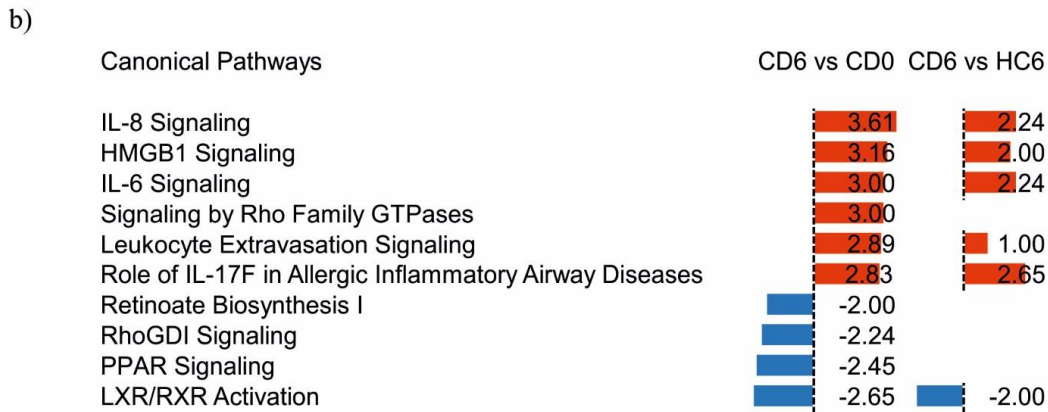 b)
Canonical Pathways CD6 vs CD0 CD6 vs HC6
IL-8 Signaling 3.61 2.24
HMGB1 Signaling 3.16 2.00
IL-6 Signaling 3.00 2.24
Signaling by Rho Family GTPases 3.00
Leukocyte Extravasation Signaling 2.89 1.00
Role of IL-17F in Allergic Inflammatory Airway Diseases 2.83 2.65
Retinoate Biosynthesis I -2.00
RhoGDI Signaling -2.24
PPAR Signaling -2.45
LXR/RXR Activation -2.65 -2.00